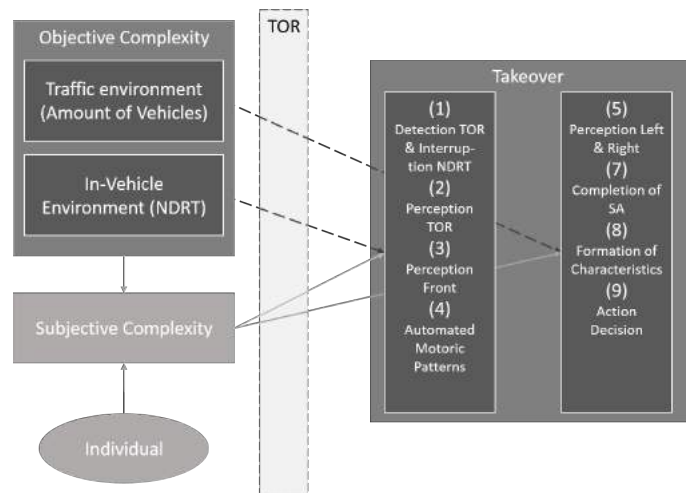 Objective Complexity
Traffic environment
(Amount of Vehicles)
In-Vehicle
Environment (NDRT)
Subjective Complexity
Individual
TOR
Takeover
(1)
Detection TOR
& Interrup-
tion NDRT
(2)
Perception
TOR
(3)
Perception
Front
(4)
Automated
Motoric
Patterns
(5)
Perception Left
& Right
(7)
Completion of
SA
(8)
Formation of
Characteristics
(9)
Action
Decision